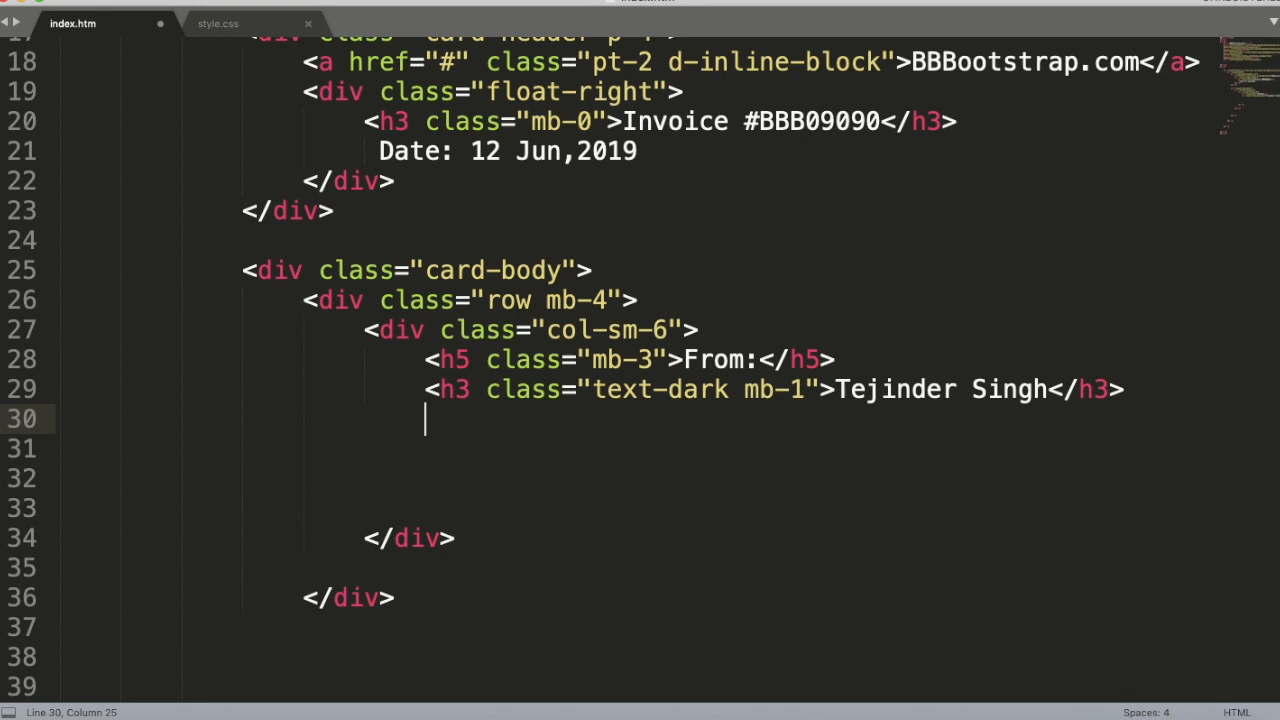 index.htm
style.css
18 <a href="#" class="pt-2 d-inline-block">BBBootstrap.com</a>
19 <div class="float-right">
20 <h3 class="mb-0">Invoice #BBB09090</h3>
21 Date: 12 Jun,2019
22 </div>
23 </div>
24
25 <div class="card-body">
26 <div class="row mb-4">
27 <div class="col-sm-6">
28 <h5 class="mb-3">From:</h5>
29 <h3 class="text-dark mb-1">Tejinder Singh</h3>
30
31
32
33
34 </div>
35
36 </div>
37
38
39
Line 30, Column 25
Spaces: 4
HTML